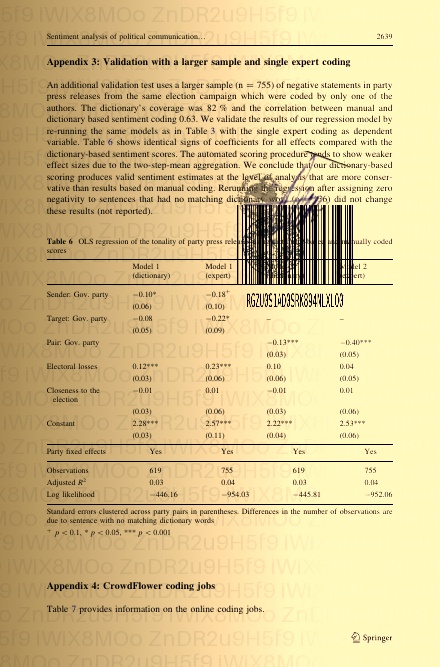 Sentiment analysis of political communication… 2639
Appendix 3: Validation with a larger sample and single expert coding
An additional validation test uses a larger sample (n = 755) of negative statements in party
press releases from the same election campaign which were coded by only one of the
authors. The dictionary's coverage was 82 % and the correlation between manual and
dictionary based sentiment coding 0.63. We validate the results of our regression model by
re-running the same models as in Table 3 with the single expert coding as dependent
variable. Table 6 shows identical signs of coefficients for all effects compared with the
dictionary-based sentiment scores. The automated scoring procedure tends to show weaker
effect sizes due to the two-step-mean aggregation. We conclude that our dictionary-based
scoring produces valid sentiment estimates at the level of analysis that are more conser-
vative than results based on manual coding. Rerunning the regression after assigning zero
negativity to sentences that had no matching dictionary 36) did not change
these results (not reported).
Table 6 OLS regression of the tonality of party press manually coded
scores
Model 1 Model 1 Model 2
(dictionary) (expert) (expert)
RGZU9S1AD9SRK894NLXLO9
Sender: Gov. party −0.10* −0.18+
(0.06) (0.10)
Target: Gov. party −0.08 −0.22* – –
(0.05) (0.09)
Pair: Gov. party −0.13*** −0.40***
(0.03) (0.05)
Electoral losses 0.12*** 0.23*** 0.10 0.04
(0.03) (0.06) (0.06) (0.05)
Closeness to the −0.01 0.01 −0.01 0.01
election
(0.03) (0.06) (0.03) (0.06)
Constant 2.28*** 2.57*** 2.22*** 2.53***
(0.03) (0.11) (0.04) (0.06)
Party fixed effects Yes Yes Yes Yes
Observations 619 755 619 755
Adjusted R² 0.03 0.04 0.03 0.04
Log likelihood −446.16 −954.03 −445.81 −952.06
Standard errors clustered across party pairs in parentheses. Differences in the number of observations are
due to sentence with no matching dictionary words
+ p < 0.1, * p < 0.05, *** p < 0.001
Appendix 4: CrowdFlower coding jobs
Table 7 provides information on the online coding jobs.
Springer